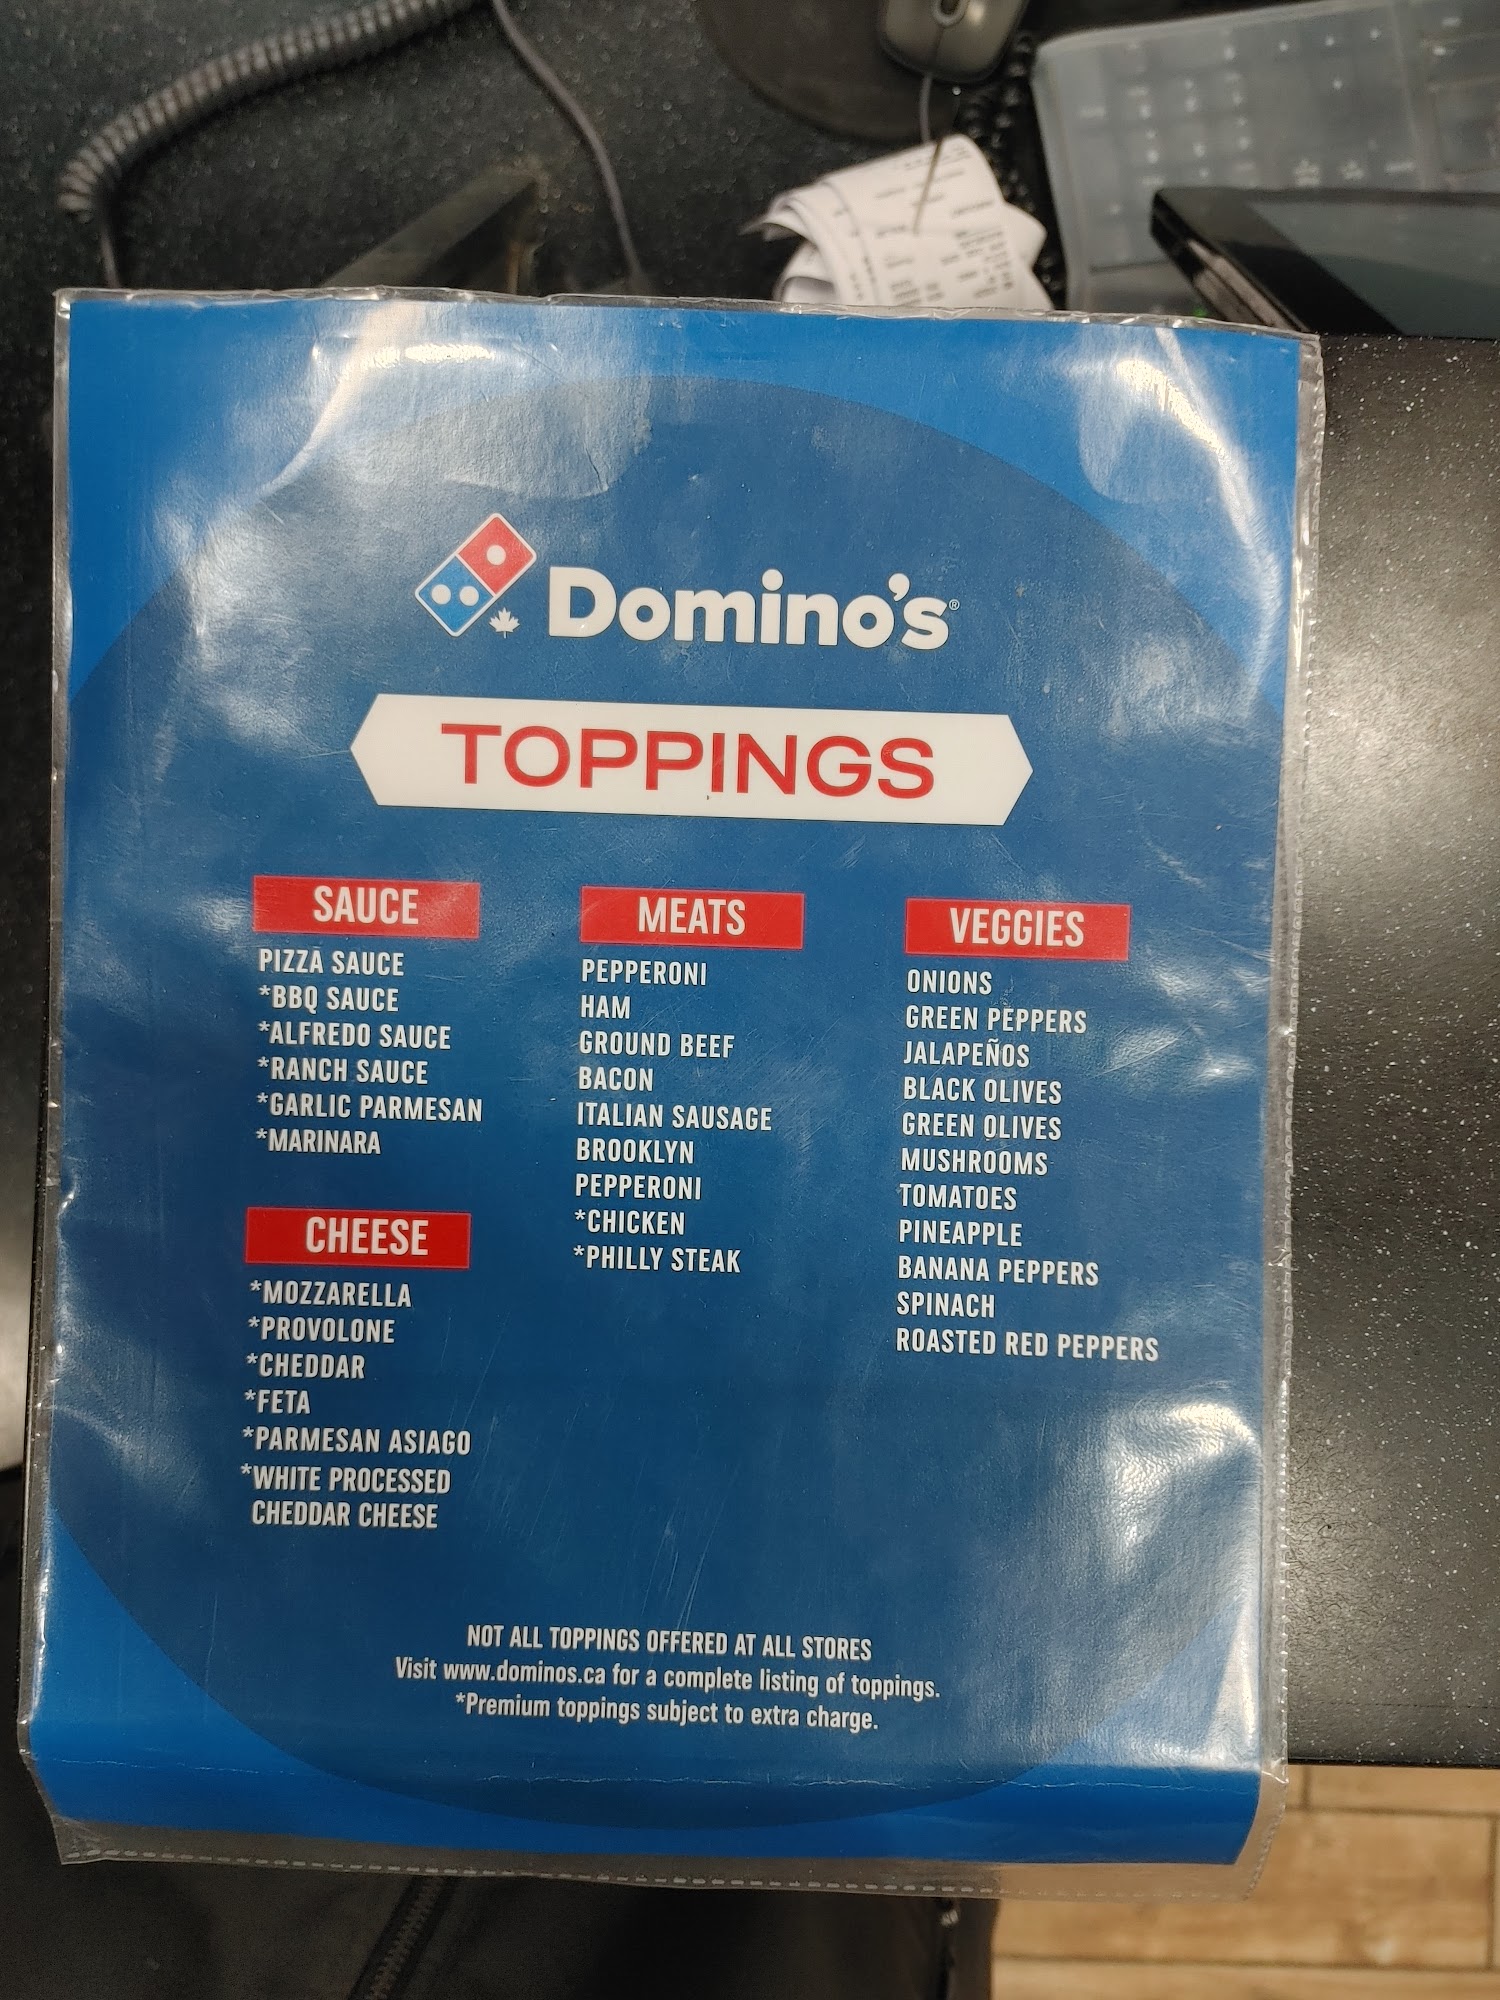 Domino's®
TOPPINGS
SAUCE
PIZZA SAUCE
*BBQ SAUCE
*ALFREDO SAUCE
*RANCH SAUCE
*GARLIC PARMESAN
*MARINARA
CHEESE
*MOZZARELLA
*PROVOLONE
*CHEDDAR
*FETA
*PARMESAN ASIAGO
*WHITE PROCESSED
CHEDDAR CHEESE
MEATS
PEPPERONI
HAM
GROUND BEEF
BACON
ITALIAN SAUSAGE
BROOKLYN
PEPPERONI
*CHICKEN
*PHILLY STEAK
VEGGIES
ONIONS
GREEN PEPPERS
JALAPEÑOS
BLACK OLIVES
GREEN OLIVES
MUSHROOMS
TOMATOES
PINEAPPLE
BANANA PEPPERS
SPINACH
ROASTED RED PEPPERS
NOT ALL TOPPINGS OFFERED AT ALL STORES
Visit www.dominos.ca for a complete listing of toppings.
*Premium toppings subject to extra charge.